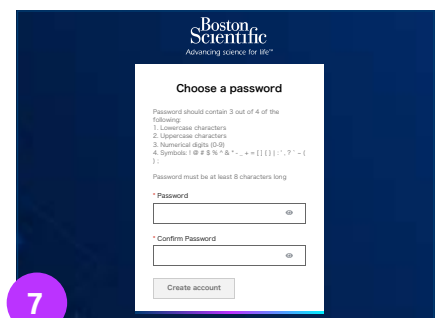 Boston
Scientific
Advancing science for life™
Choose a password
Password should contain 3 out of 4 of the
following:
1. Lowercase characters
2. Uppercase characters
3. Numerical digits (0-9)
4. Symbols: ! @ # $ % ^ & * - _ + = [ ] { } | : ' , ? ` ~ (
) ;
Password must be at least 8 characters long
* Password
* Confirm Password
Create account
7